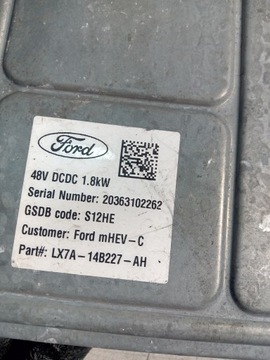 Ford
48V DCDC 1.8kW
Serial Number: 20363102262
GSDB code: S12HE
Customer: Ford mHEV-C
Part#: LX7A-14B227-AH